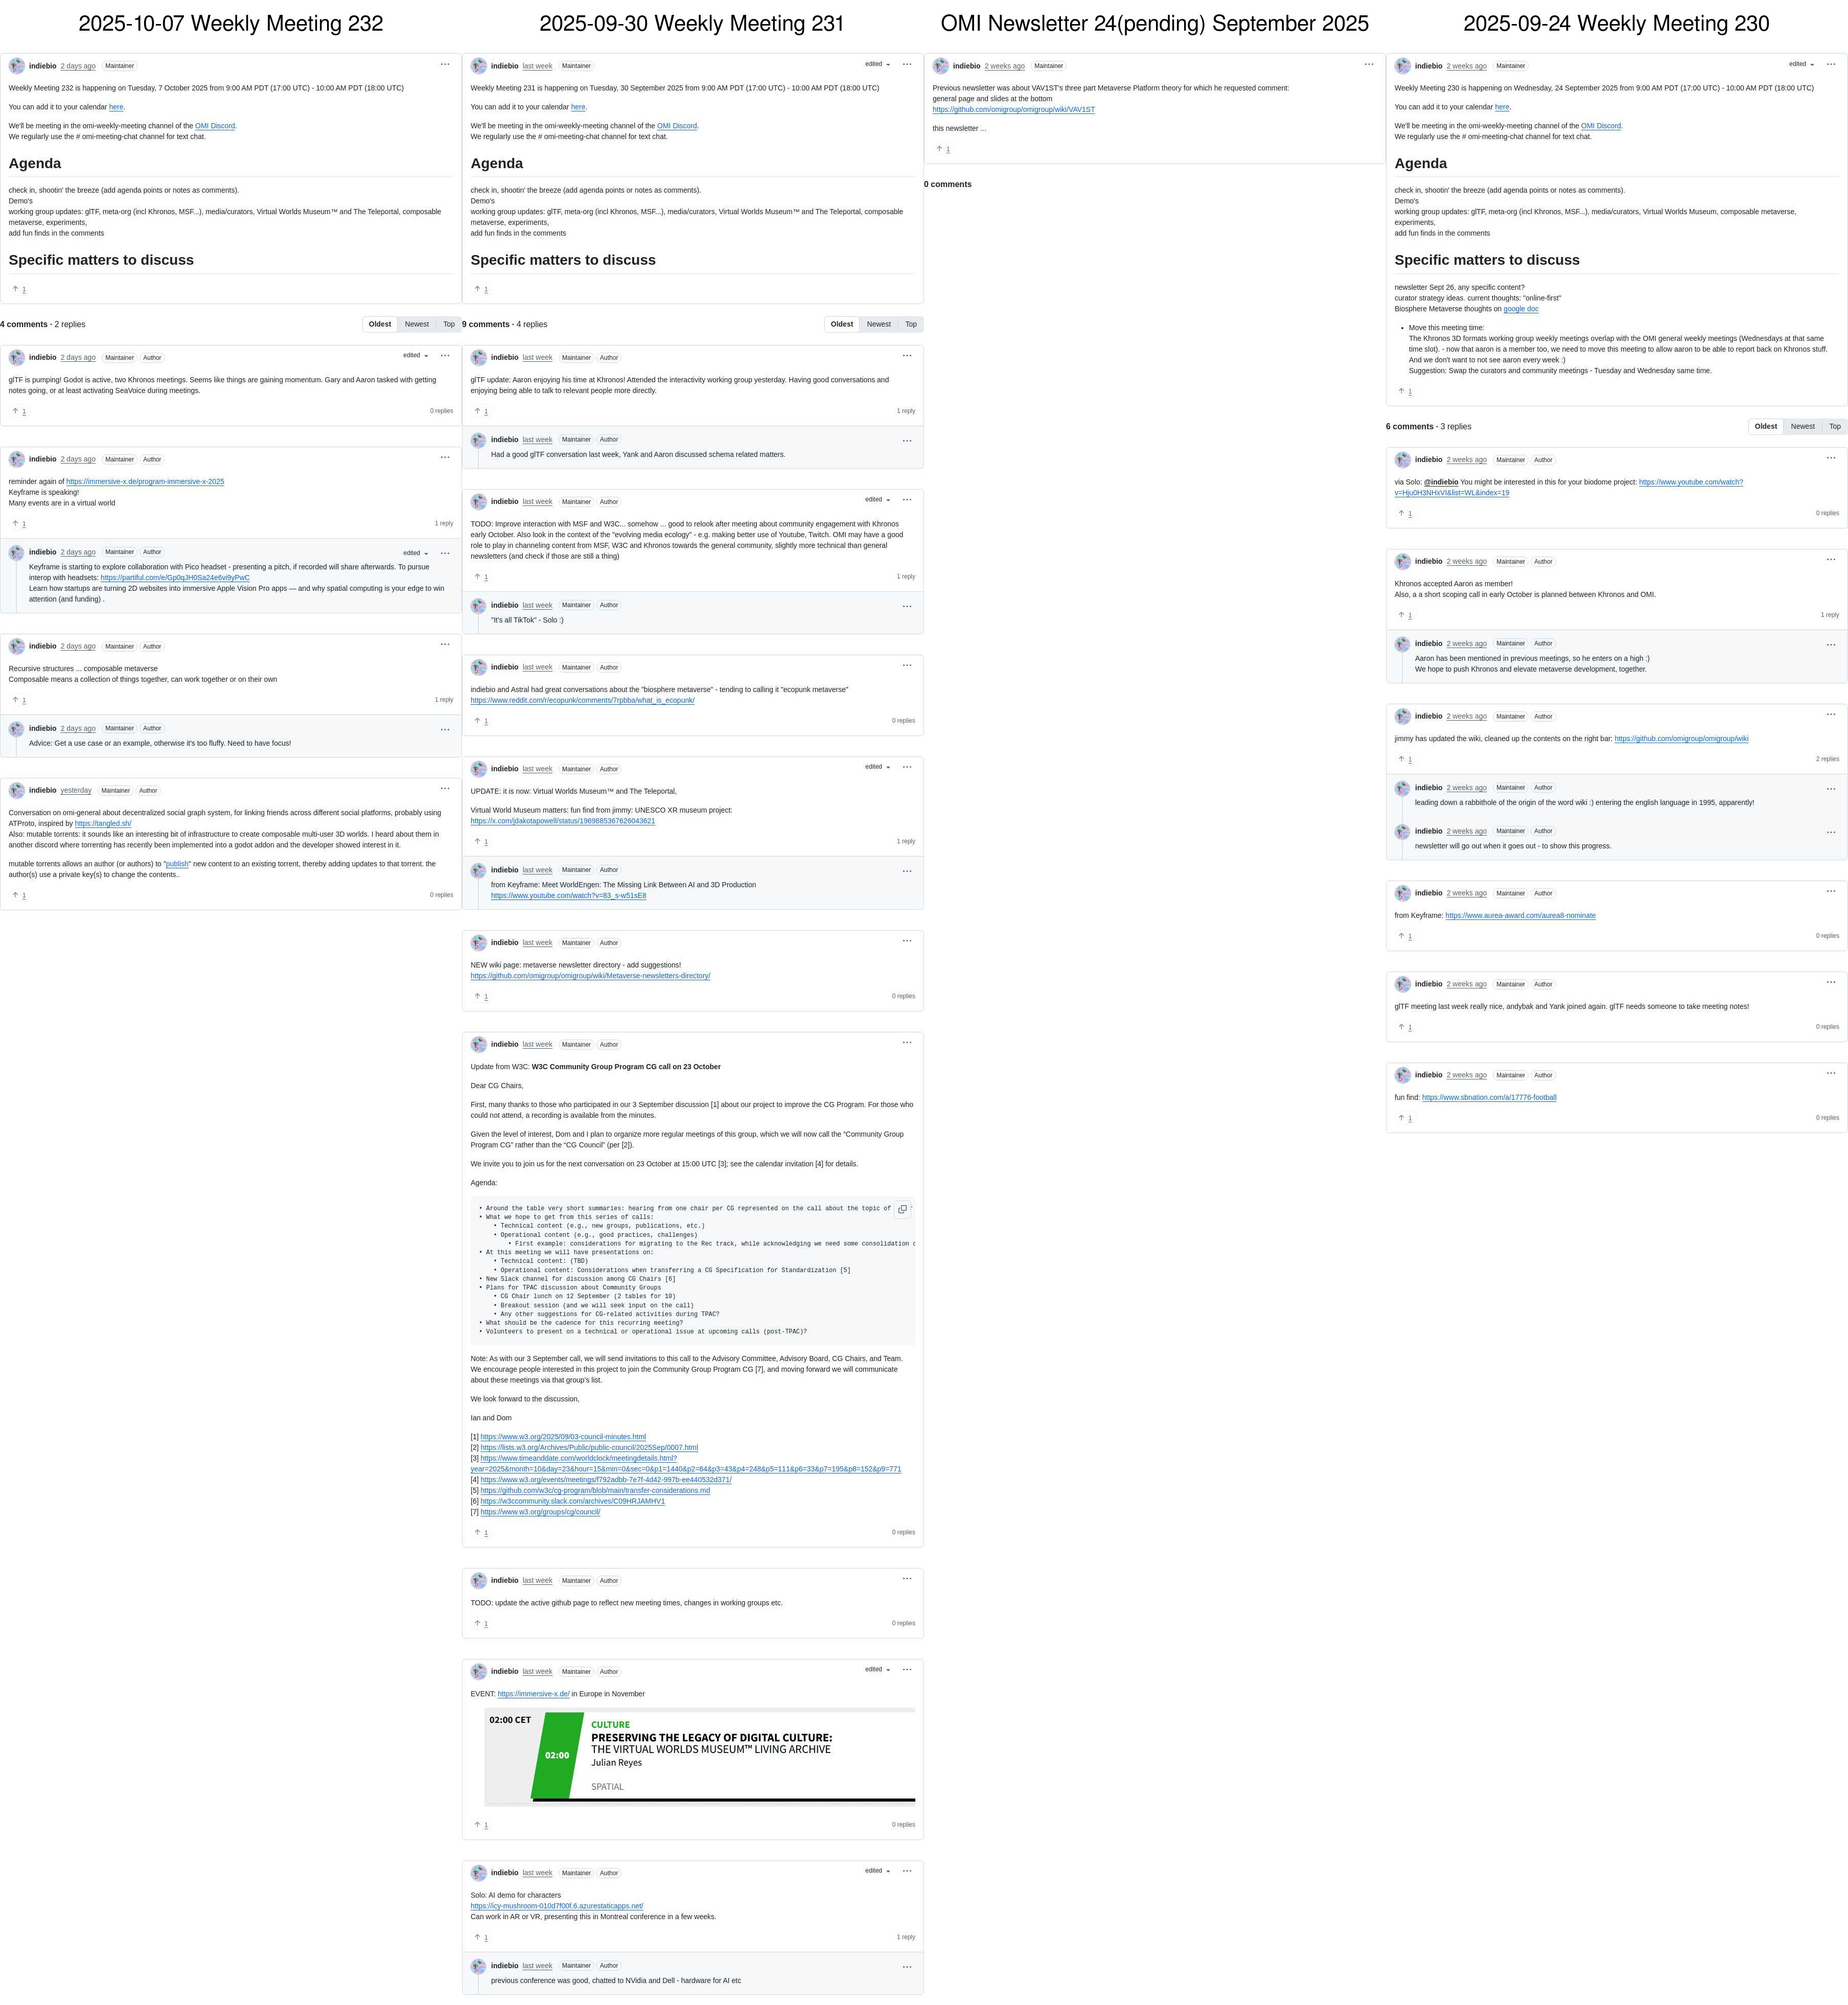 2025-10-07 Weekly Meeting 232
indiebio 2 days ago Maintainer
Weekly Meeting 232 is happening on Tuesday, 7 October 2025 from 9:00 AM PDT (17:00 UTC) - 10:00 AM PDT (18:00 UTC)
You can add it to your calendar here.
We'll be meeting in the omi-weekly-meeting channel of the OMI Discord.
We regularly use the # omi-meeting-chat channel for text chat.
Agenda
check in, shootin' the breeze (add agenda points or notes as comments).
Demo's
working group updates: glTF, meta-org (incl Khronos, MSF...), media/curators, Virtual Worlds Museum™ and The Teleportal, composable
metaverse, experiments,
add fun finds in the comments
Specific matters to discuss
↑ 1
4 comments · 2 replies
Oldest Newest Top
indiebio 2 days ago Maintainer Author edited
glTF is pumping! Godot is active, two Khronos meetings. Seems like things are gaining momentum. Gary and Aaron tasked with getting
notes going, or at least activating SeaVoice during meetings.
↑ 1 0 replies
indiebio 2 days ago Maintainer Author
reminder again of https://immersive-x.de/program-immersive-x-2025
Keyframe is speaking!
Many events are in a virtual world
↑ 1 1 reply
indiebio 2 days ago Maintainer Author edited
Keyframe is starting to explore collaboration with Pico headset - presenting a pitch, if recorded will share afterwards. To pursue
interop with headsets: https://partiful.com/e/Gp0qJH0Sa24e6vi9yPwC
Learn how startups are turning 2D websites into immersive Apple Vision Pro apps — and why spatial computing is your edge to win
attention (and funding) .
indiebio 2 days ago Maintainer Author
Recursive structures ... composable metaverse
Composable means a collection of things together, can work together or on their own
↑ 1 1 reply
indiebio 2 days ago Maintainer Author
Advice: Get a use case or an example, otherwise it's too fluffy. Need to have focus!
indiebio yesterday Maintainer Author
Conversation on omi-general about decentralized social graph system, for linking friends across different social platforms, probably using
ATProto, inspired by https://tangled.sh/
Also: mutable torrents: it sounds like an interesting bit of infrastructure to create composable multi-user 3D worlds. I heard about them in
another discord where torrenting has recently been implemented into a godot addon and the developer showed interest in it.
mutable torrents allows an author (or authors) to "publish" new content to an existing torrent, thereby adding updates to that torrent. the
author(s) use a private key(s) to change the contents..
↑ 1 0 replies
2025-09-30 Weekly Meeting 231
indiebio last week Maintainer edited
Weekly Meeting 231 is happening on Tuesday, 30 September 2025 from 9:00 AM PDT (17:00 UTC) - 10:00 AM PDT (18:00 UTC)
You can add it to your calendar here.
We'll be meeting in the omi-weekly-meeting channel of the OMI Discord.
We regularly use the # omi-meeting-chat channel for text chat.
Agenda
check in, shootin' the breeze (add agenda points or notes as comments).
Demo's
working group updates: glTF, meta-org (incl Khronos, MSF...), media/curators, Virtual Worlds Museum™ and The Teleportal, composable
metaverse, experiments,
add fun finds in the comments
Specific matters to discuss
↑ 1
9 comments · 4 replies
Oldest Newest Top
indiebio last week Maintainer Author
glTF update: Aaron enjoying his time at Khronos! Attended the interactivity working group yesterday. Having good conversations and
enjoying being able to talk to relevant people more directly.
↑ 1 1 reply
indiebio last week Maintainer Author
Had a good glTF conversation last week, Yank and Aaron discussed schema related matters.
indiebio last week Maintainer Author edited
TODO: Improve interaction with MSF and W3C... somehow ... good to relook after meeting about community engagement with Khronos
early October. Also look in the context of the "evolving media ecology" - e.g. making better use of Youtube, Twitch. OMI may have a good
role to play in channeling content from MSF, W3C and Khronos towards the general community, slightly more technical than general
newsletters (and check if those are still a thing)
↑ 1 1 reply
indiebio last week Maintainer Author
"It's all TikTok" - Solo :)
indiebio last week Maintainer Author
indiebio and Astral had great conversations about the "biosphere metaverse" - tending to calling it "ecopunk metaverse"
https://www.reddit.com/r/ecopunk/comments/7rpbba/what_is_ecopunk/
↑ 1 0 replies
indiebio last week Maintainer Author edited
UPDATE: it is now: Virtual Worlds Museum™ and The Teleportal,
Virtual World Museum matters: fun find from jimmy: UNESCO XR museum project:
https://x.com/jdakotapowell/status/1969885367626043621
↑ 1 1 reply
indiebio last week Maintainer Author
from Keyframe: Meet WorldEngen: The Missing Link Between AI and 3D Production
https://www.youtube.com/watch?v=83_s-w51sE8
indiebio last week Maintainer Author
NEW wiki page: metaverse newsletter directory - add suggestions!
https://github.com/omigroup/omigroup/wiki/Metaverse-newsletters-directory/
↑ 1 0 replies
indiebio last week Maintainer Author
Update from W3C: W3C Community Group Program CG call on 23 October
Dear CG Chairs,
First, many thanks to those who participated in our 3 September discussion [1] about our project to improve the CG Program. For those who
could not attend, a recording is available from the minutes.
Given the level of interest, Dom and I plan to organize more regular meetings of this group, which we will now call the “Community Group
Program CG” rather than the “CG Council” (per [2]).
We invite you to join us for the next conversation on 23 October at 15:00 UTC [3]; see the calendar invitation [4] for details.
Agenda:
• Around the table very short summaries: hearing from one chair per CG represented on the call about the topic of
• What we hope to get from this series of calls:
• Technical content (e.g., new groups, publications, etc.)
• Operational content (e.g., good practices, challenges)
• First example: considerations for migrating to the Rec track, while acknowledging we need some consolidation
• At this meeting we will have presentations on:
• Technical content: (TBD)
• Operational content: Considerations when transferring a CG Specification for Standardization [5]
• New Slack channel for discussion among CG Chairs [6]
• Plans for TPAC discussion about Community Groups
• CG Chair lunch on 12 September (2 tables for 10)
• Breakout session (and we will seek input on the call)
• Any other suggestions for CG-related activities during TPAC?
• What should be the cadence for this recurring meeting?
• Volunteers to present on a technical or operational issue at upcoming calls (post-TPAC)?
Note: As with our 3 September call, we will send invitations to this call to the Advisory Committee, Advisory Board, CG Chairs, and Team.
We encourage people interested in this project to join the Community Group Program CG [7], and moving forward we will communicate
about these meetings via that group's list.
We look forward to the discussion,
Ian and Dom
[1] https://www.w3.org/2025/09/03-council-minutes.html
[2] https://lists.w3.org/Archives/Public/public-council/2025Sep/0007.html
[3] https://www.timeanddate.com/worldclock/meetingdetails.html?
year=2025&month=10&day=23&hour=15&min=0&sec=0&p1=1440&p2=64&p3=43&p4=248&p5=111&p6=33&p7=195&p8=152&p9=771
[4] https://www.w3.org/events/meetings/f792adbb-7e7f-4d42-997b-ee440532d371/
[5] https://github.com/w3c/cg-program/blob/main/transfer-considerations.md
[6] https://w3ccommunity.slack.com/archives/C09HRJAMHV1
[7] https://www.w3.org/groups/cg/council/
↑ 1 0 replies
indiebio last week Maintainer Author
TODO: update the active github page to reflect new meeting times, changes in working groups etc.
↑ 1 0 replies
indiebio last week Maintainer Author edited
EVENT: https://immersive-x.de/ in Europe in November
02:00 CET
02:00
CULTURE
PRESERVING THE LEGACY OF DIGITAL CULTURE:
THE VIRTUAL WORLDS MUSEUM™ LIVING ARCHIVE
Julian Reyes
SPATIAL
↑ 1 0 replies
indiebio last week Maintainer Author edited
Solo: AI demo for characters
https://icy-mushroom-010d7f00f.6.azurestaticapps.net/
Can work in AR or VR, presenting this in Montreal conference in a few weeks.
↑ 1 1 reply
indiebio last week Maintainer Author
previous conference was good, chatted to NVidia and Dell - hardware for AI etc
OMI Newsletter 24(pending) September 2025
indiebio 2 weeks ago Maintainer
Previous newsletter was about VAV1ST's three part Metaverse Platform theory for which he requested comment:
general page and slides at the bottom
https://github.com/omigroup/omigroup/wiki/VAV1ST
this newsletter ...
↑ 1
0 comments
2025-09-24 Weekly Meeting 230
indiebio 2 weeks ago Maintainer edited
Weekly Meeting 230 is happening on Wednesday, 24 September 2025 from 9:00 AM PDT (17:00 UTC) - 10:00 AM PDT (18:00 UTC)
You can add it to your calendar here.
We'll be meeting in the omi-weekly-meeting channel of the OMI Discord.
We regularly use the # omi-meeting-chat channel for text chat.
Agenda
check in, shootin' the breeze (add agenda points or notes as comments).
Demo's
working group updates: glTF, meta-org (incl Khronos, MSF...), media/curators, Virtual Worlds Museum, composable metaverse,
experiments,
add fun finds in the comments
Specific matters to discuss
newsletter Sept 26, any specific content?
curator strategy ideas. current thoughts: "online-first"
Biosphere Metaverse thoughts on google doc
• Move this meeting time:
The Khronos 3D formats working group weekly meetings overlap with the OMI general weekly meetings (Wednesdays at that same
time slot). - now that aaron is a member too, we need to move this meeting to allow aaron to be able to report back on Khronos stuff.
And we don't want to not see aaron every week :)
Suggestion: Swap the curators and community meetings - Tuesday and Wednesday same time.
↑ 1
6 comments · 3 replies
Oldest Newest Top
indiebio 2 weeks ago Maintainer Author
via Solo: @indiebio You might be interested in this for your biodome project: https://www.youtube.com/watch?
v=Hju0H3NHxVI&list=WL&index=19
↑ 1 0 replies
indiebio 2 weeks ago Maintainer Author
Khronos accepted Aaron as member!
Also, a a short scoping call in early October is planned between Khronos and OMI.
↑ 1 1 reply
indiebio 2 weeks ago Maintainer Author
Aaron has been mentioned in previous meetings, so he enters on a high :)
We hope to push Khronos and elevate metaverse development, together.
indiebio 2 weeks ago Maintainer Author
jimmy has updated the wiki, cleaned up the contents on the right bar: https://github.com/omigroup/omigroup/wiki
↑ 1 2 replies
indiebio 2 weeks ago Maintainer Author
leading down a rabbithole of the origin of the word wiki :) entering the english language in 1995, apparently!
indiebio 2 weeks ago Maintainer Author
newsletter will go out when it goes out - to show this progress.
indiebio 2 weeks ago Maintainer Author
from Keyframe: https://www.aurea-award.com/aurea8-nominate
↑ 1 0 replies
indiebio 2 weeks ago Maintainer Author
glTF meeting last week really nice, andybak and Yank joined again. glTF needs someone to take meeting notes!
↑ 1 0 replies
indiebio 2 weeks ago Maintainer Author
fun find: https://www.sbnation.com/a/17776-football
↑ 1 0 replies